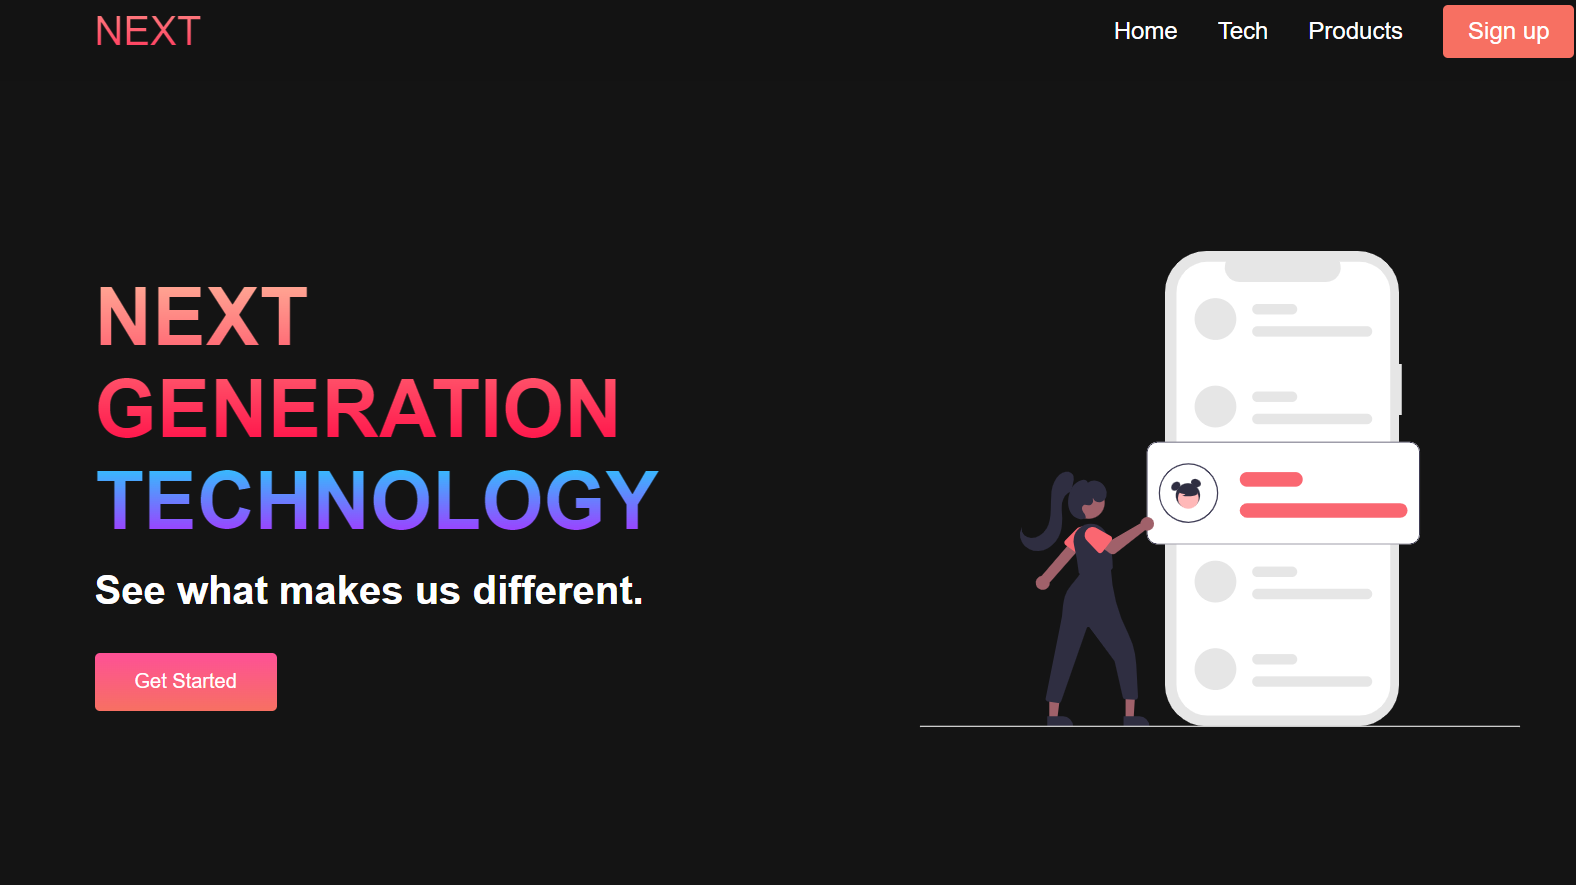 NEXT
Home Tech Products Sign up
NEXT
GENERATION
TECHNOLOGY
See what makes us different.
Get Started